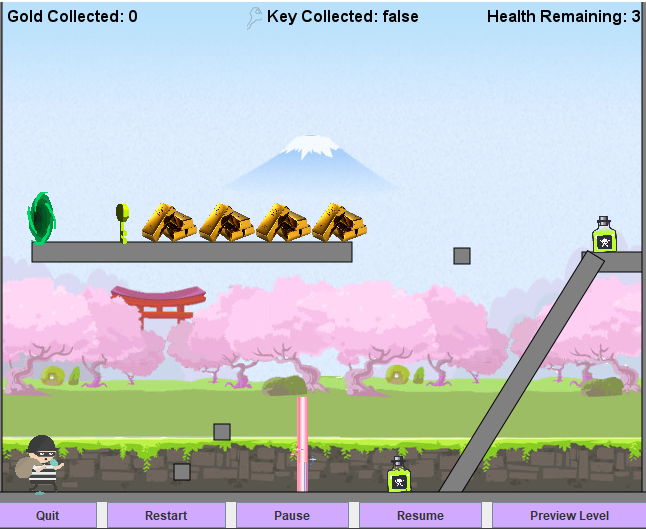 Gold Collected: 0
Key Collected: false
Health Remaining: 3
Quit
Restart
Pause
Resume
Preview Level